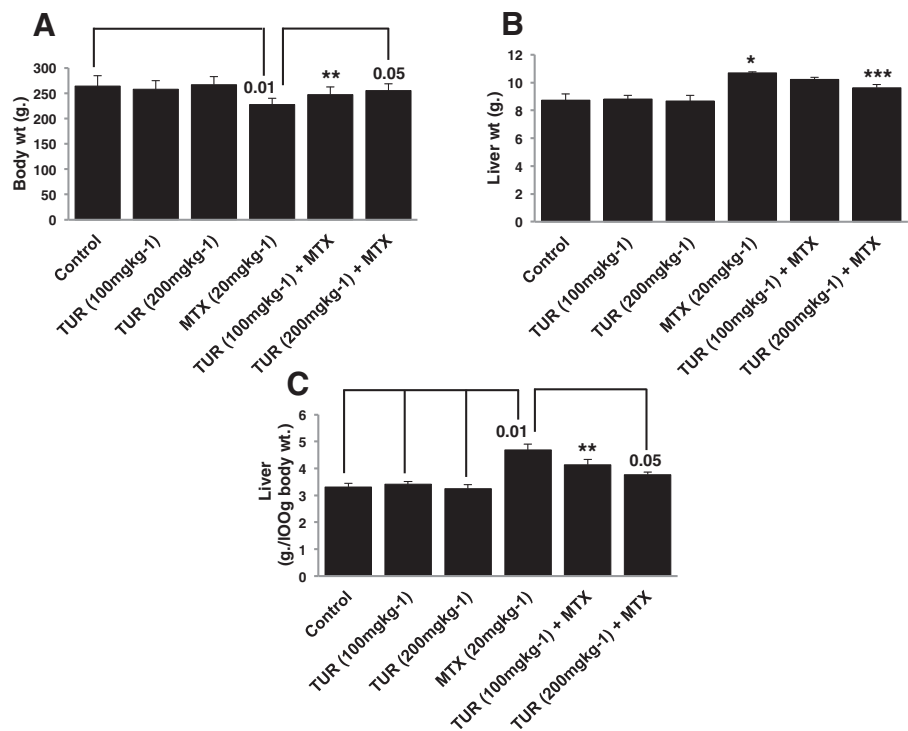 A
Body wt (g.)
300
250
200
150
100
50
0
0.01
**
0.05
Control
TUR (100mgkg-1)
TUR (200mgkg-1)
MTX (20mgkg-1)
TUR (100mgkg-1) + MTX
TUR (200mgkg-1) + MTX
B
Liver wt (g.)
12
10
8
6
4
2
0
*
***
Control
TUR (100mgkg-1)
TUR (200mgkg-1)
MTX (20mgkg-1)
TUR (100mgkg-1) + MTX
TUR (200mgkg-1) + MTX
C
Liver
(g./IOOg body wt.)
6
5
4
3
2
1
0
0.01
**
0.05
Control
TUR (100mgkg-1)
TUR (200mgkg-1)
MTX (20mgkg-1)
TUR (100mgkg-1) + MTX
TUR (200mgkg-1) + MTX